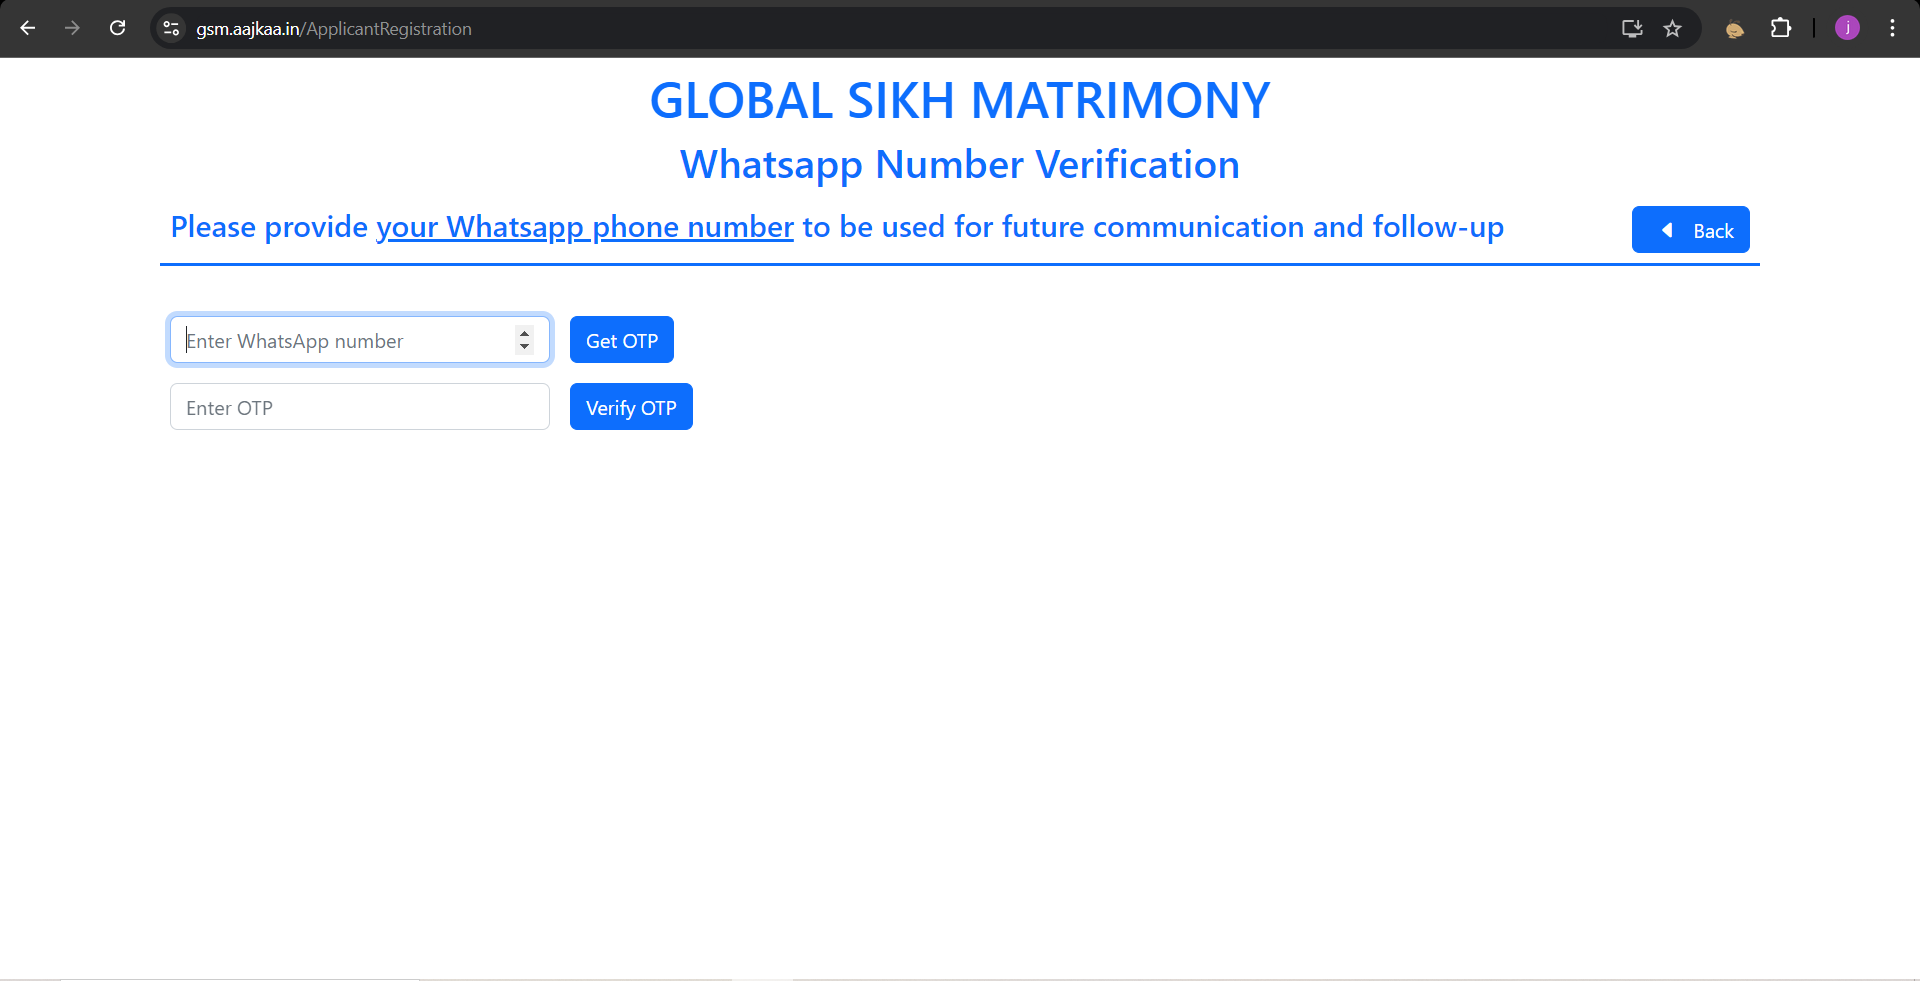 gsm.aajkaa.in/ApplicantRegistration
j
GLOBAL SIKH MATRIMONY
Whatsapp Number Verification
Please provide your Whatsapp phone number to be used for future communication and follow-up
Back
Enter WhatsApp number
Get OTP
Enter OTP
Verify OTP